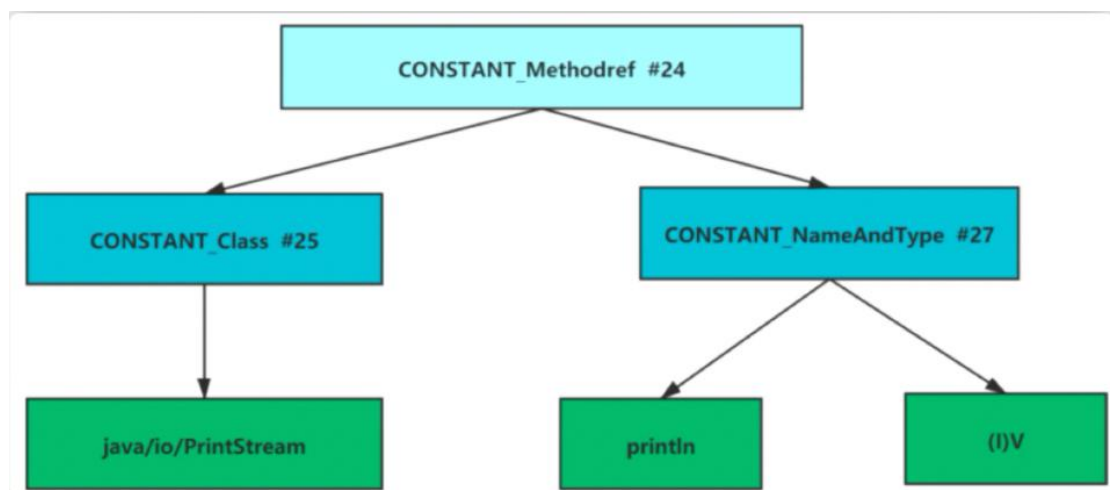 CONSTANT_Methodref #24
CONSTANT_Class #25
CONSTANT_NameAndType #27
java/io/PrintStream
println
(I)V